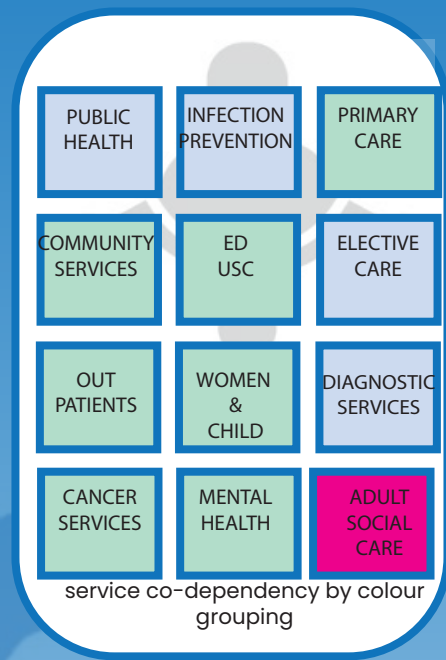 PUBLIC
HEALTH
INFECTION
PREVENTION
PRIMARY
CARE
COMMUNITY
SERVICES
ED
USC
ELECTIVE
CARE
OUT
PATIENTS
WOMEN
&
CHILD
DIAGNOSTIC
SERVICES
CANCER
SERVICES
MENTAL
HEALTH
ADULT
SOCIAL
CARE
service co-dependency by colour
grouping